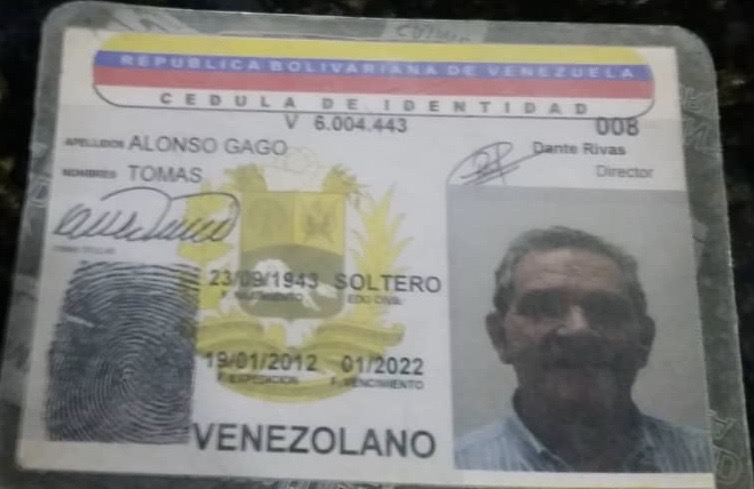 REPUBLICA BOLIVARIANA DE VENEZUELA
CEDULA DE IDENTIDAD
V 6.004.443 008
APELLIDOS ALONSO GAGO
Dante Rivas
NOMBRES TOMAS
Director
FIRMA TITULAR
23/09/1943 SOLTERO
F. NACIMIENTO EDO CIVIL
19/01/2012 01/2022
F. EXPEDICION F. VENCIMIENTO
VENEZOLANO